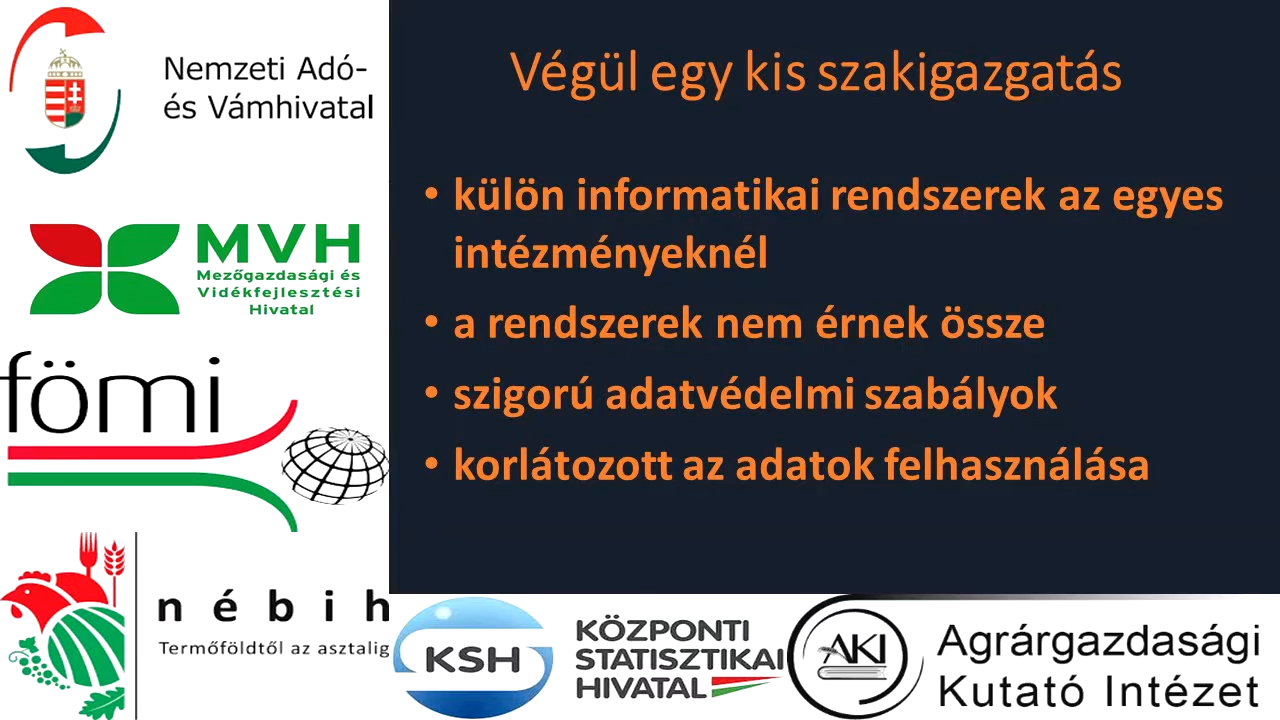 Nemzeti Adó-
és Vámhivatal
MVH
Mezőgazdasági és
Vidékfejlesztési
Hivatal
fömi
nébih
Termőföldtől az asztalig
Végül egy kis szakigazgatás
• külön informatikai rendszerek az egyes
intézményeknél
• a rendszerek nem érnek össze
• szigorú adatvédelmi szabályok
• korlátozott az adatok felhasználása
KSH
KÖZPONTI
STATISZTIKAI
HIVATAL
AKI
Agrárgazdasági
Kutató Intézet